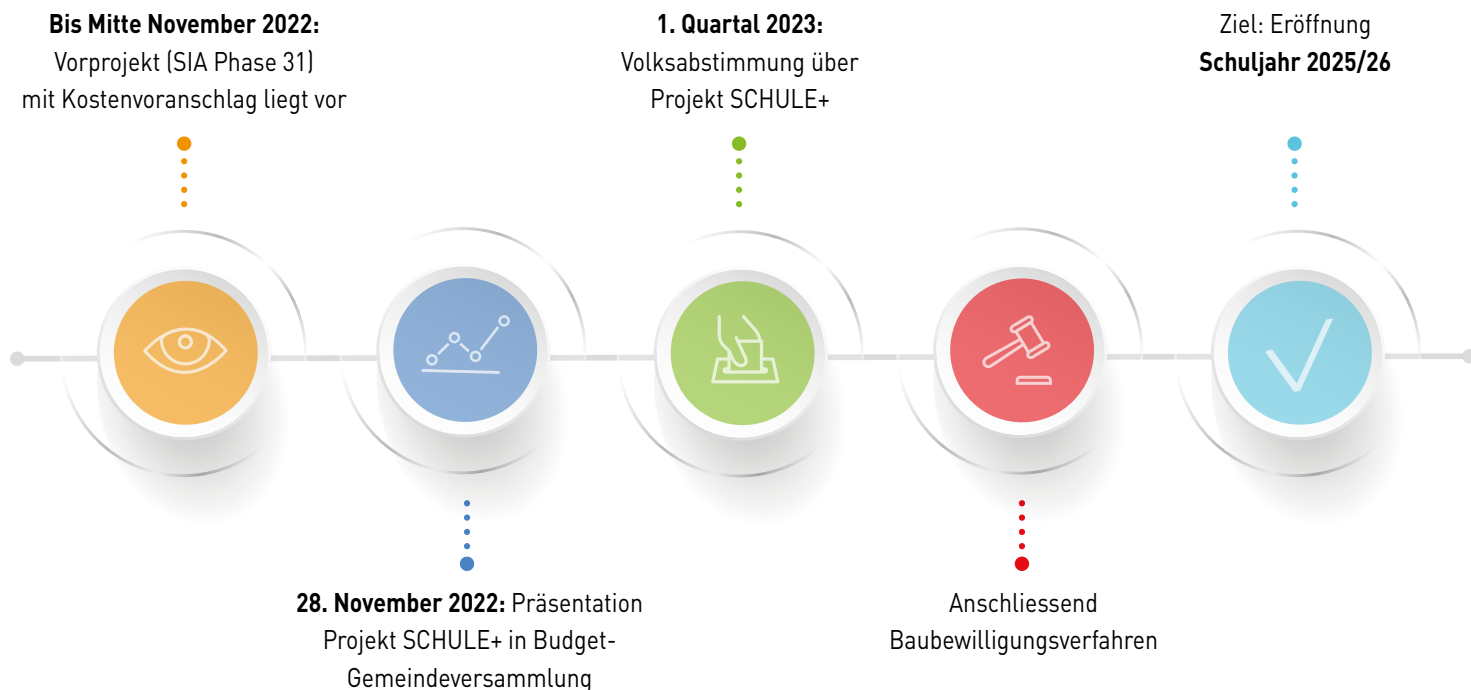 Bis Mitte November 2022:
Vorprojekt (SIA Phase 31)
mit Kostenvoranschlag liegt vor
28. November 2022: Präsentation
Projekt SCHULE+ in Budget-
Gemeindeversammlung
1. Quartal 2023:
Volksabstimmung über
Projekt SCHULE+
Anschliessend
Baubewilligungsverfahren
Ziel: Eröffnung
Schuljahr 2025/26